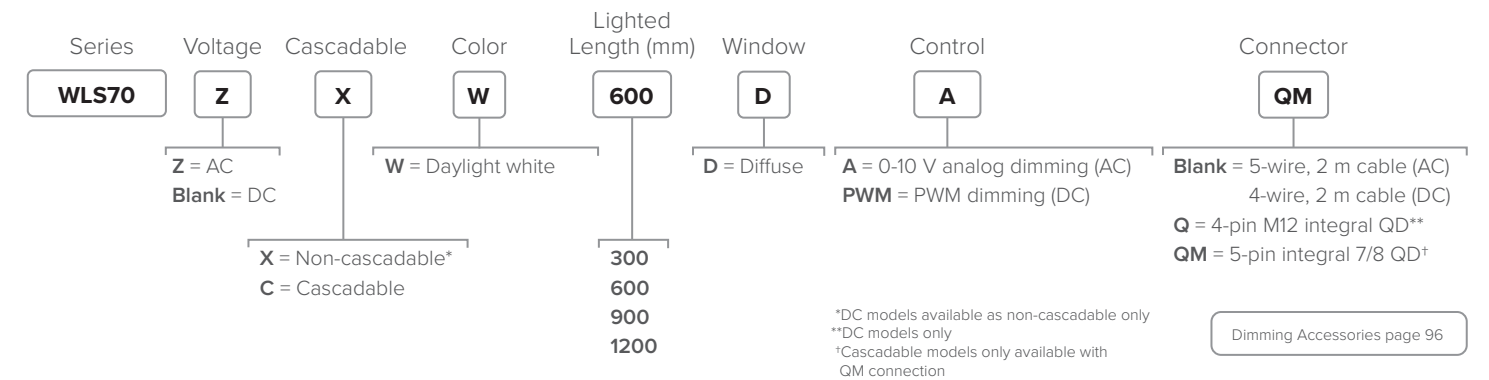 Series
Voltage
Cascadable
Color
Lighted
Length (mm)
Window
Control
Connector
WLS70
Z
X
W
600
D
A
QM
Z = AC
Blank = DC
X = Non-cascadable*
C = Cascadable
W = Daylight white
300
600
900
1200
D = Diffuse
A = 0-10 V analog dimming (AC)
PWM = PWM dimming (DC)
Blank = 5-wire, 2 m cable (AC)
4-wire, 2 m cable (DC)
Q = 4-pin M12 integral QD**
QM = 5-pin integral 7/8 QD†
*DC models available as non-cascadable only
**DC models only
†Cascadable models only available with
QM connection
Dimming Accessories page 96